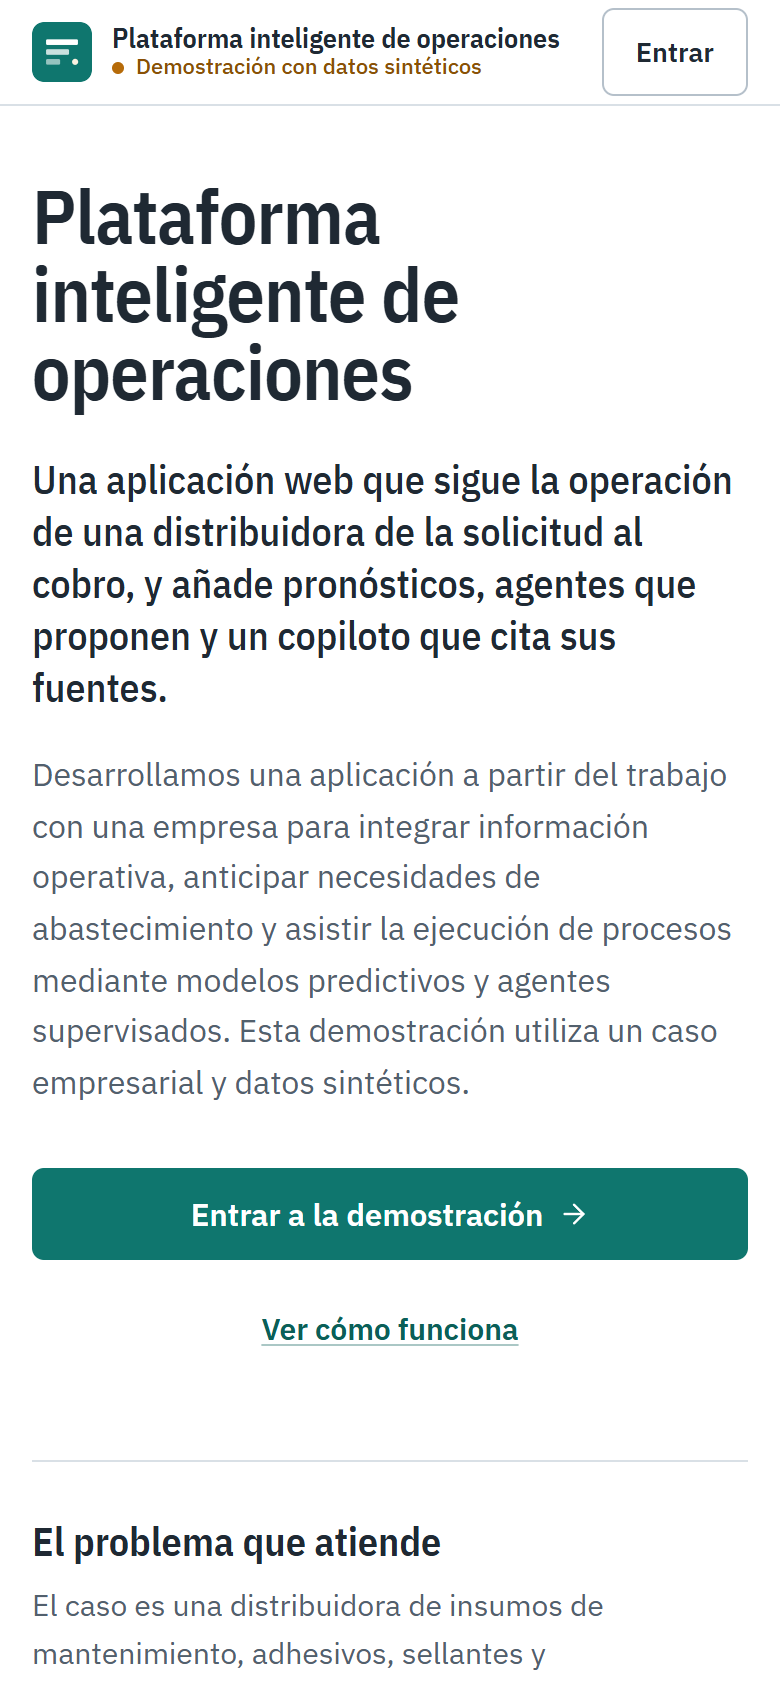 Plataforma inteligente de operaciones
Demostración con datos sintéticos
Entrar
Plataforma
inteligente de
operaciones
Una aplicación web que sigue la operación
de una distribuidora de la solicitud al
cobro, y añade pronósticos, agentes que
proponen y un copiloto que cita sus
fuentes.
Desarrollamos una aplicación a partir del trabajo
con una empresa para integrar información
operativa, anticipar necesidades de
abastecimiento y asistir la ejecución de procesos
mediante modelos predictivos y agentes
supervisados. Esta demostración utiliza un caso
empresarial y datos sintéticos.
Entrar a la demostración →
Ver cómo funciona
El problema que atiende
El caso es una distribuidora de insumos de
mantenimiento, adhesivos, sellantes y